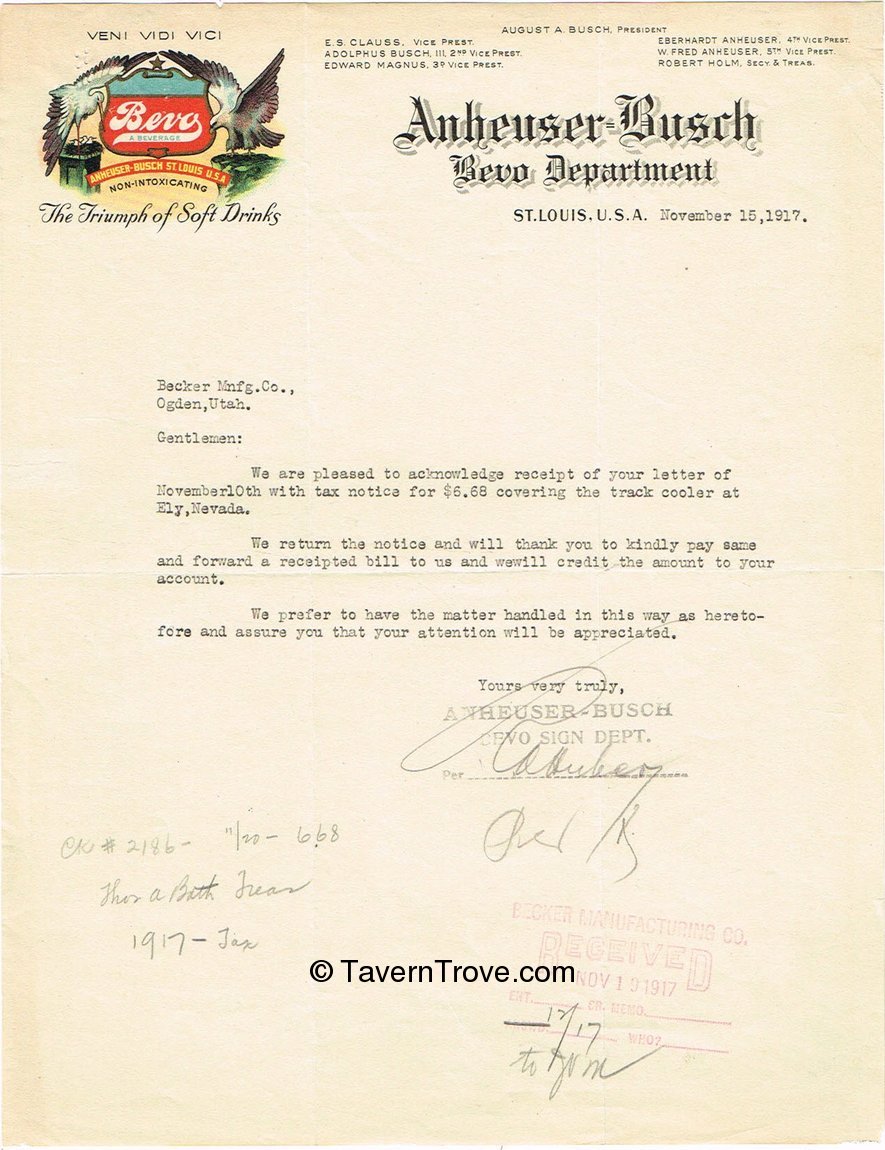 VENI VIDI VICI
AUGUST A. BUSCH, PRESIDENT
E.S. CLAUSS, VICE PREST.
ADOLPHUS BUSCH, III, 2ND VICE PREST.
EDWARD MAGNUS, 3D VICE PREST.
EBERHARDT ANHEUSER, 4TH VICE PREST.
W. FRED ANHEUSER, 5TH VICE PREST.
ROBERT HOLM, SECY. & TREAS.
Bevo
A BEVERAGE
ANHEUSER-BUSCH ST. LOUIS U.S.A.
NON-INTOXICATING
The Triumph of Soft Drinks
Anheuser-Busch
Bevo Department
ST. LOUIS, U.S.A. November 15,1917.
Becker Mnfg.Co.,
Ogden,Utah.
Gentlemen:
We are pleased to acknowledge receipt of your letter of
November10th with tax notice for $6.68 covering the track cooler at
Ely,Nevada.
We return the notice and will thank you to kindly pay same
and forward a receipted bill to us and wewill credit the amount to your
account.
We prefer to have the matter handled in this way as hereto-
fore and assure you that your attention will be appreciated.
Yours very truly,
ANHEUSER-BUSCH
BEVO SIGN DEPT.
Per
CK # 2186 - 11/20 - 668
Thos A Bath Treas
1917 - Tax
BECKER MANUFACTURING CO.
RECEIVED
NOV 19 1917
ENT. CR. MEMO.
12/17
WHO?
to
© TavernTrove.com